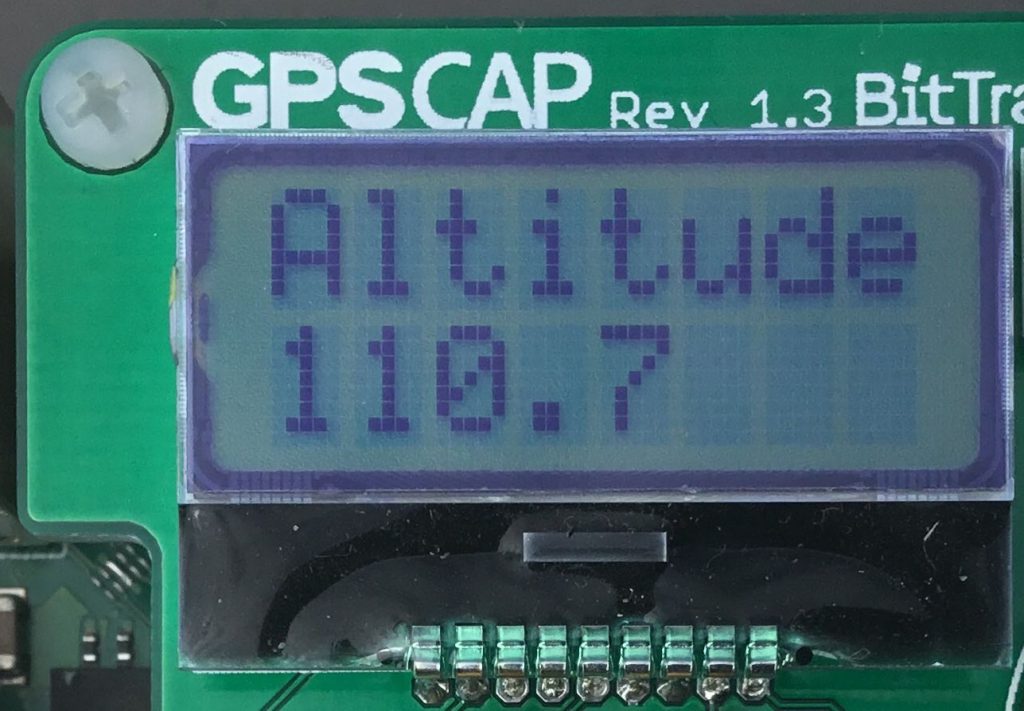 GPSCAP Rev 1.3
Altitude
110.7